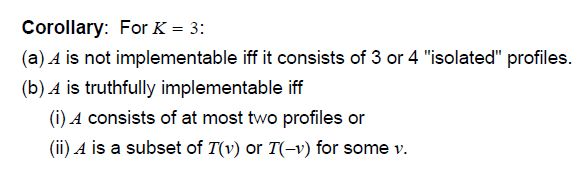 Corollary: For K = 3:
(a) A is not implementable iff it consists of 3 or 4 "isolated" profiles.
(b) A is truthfully implementable iff
(i) A consists of at most two profiles or
(ii) A is a subset of T(v) or T(−v) for some v.